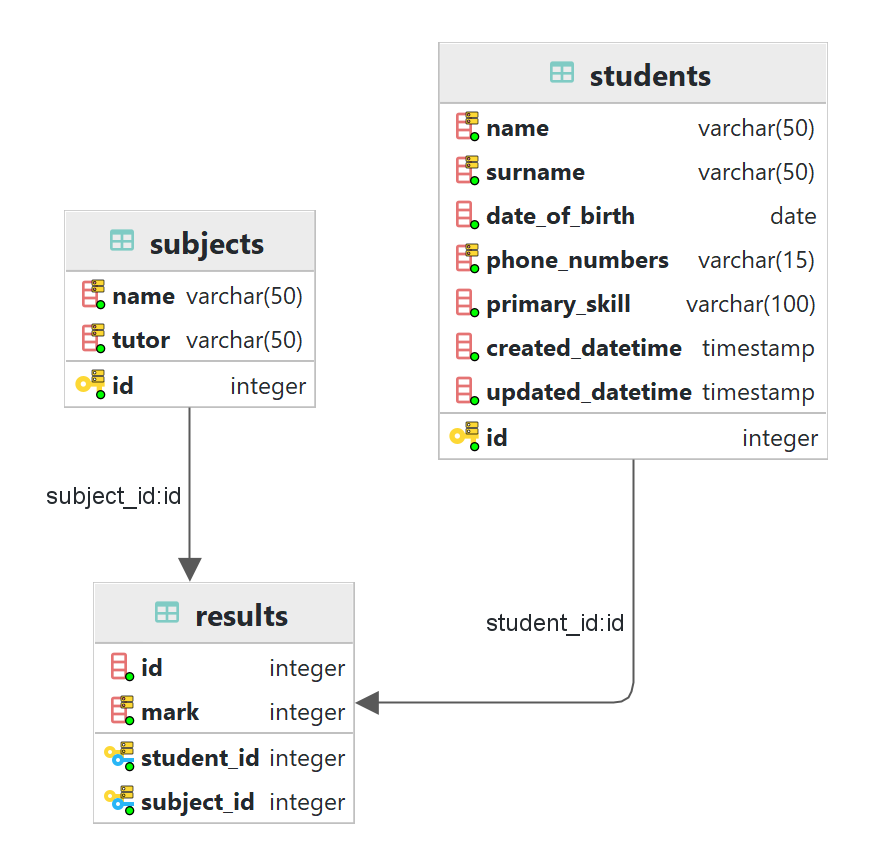 students
name varchar(50)
surname varchar(50)
date_of_birth date
phone_numbers varchar(15)
primary_skill varchar(100)
created_datetime timestamp
updated_datetime timestamp
id integer
subjects
name varchar(50)
tutor varchar(50)
id integer
subject_id:id
student_id:id
results
id integer
mark integer
student_id integer
subject_id integer